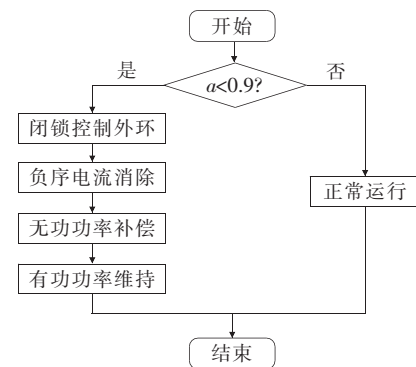 开始
是
否
a<0.9?
闭锁控制外环
负序电流消除
正常运行
无功功率补偿
有功功率维持
结束